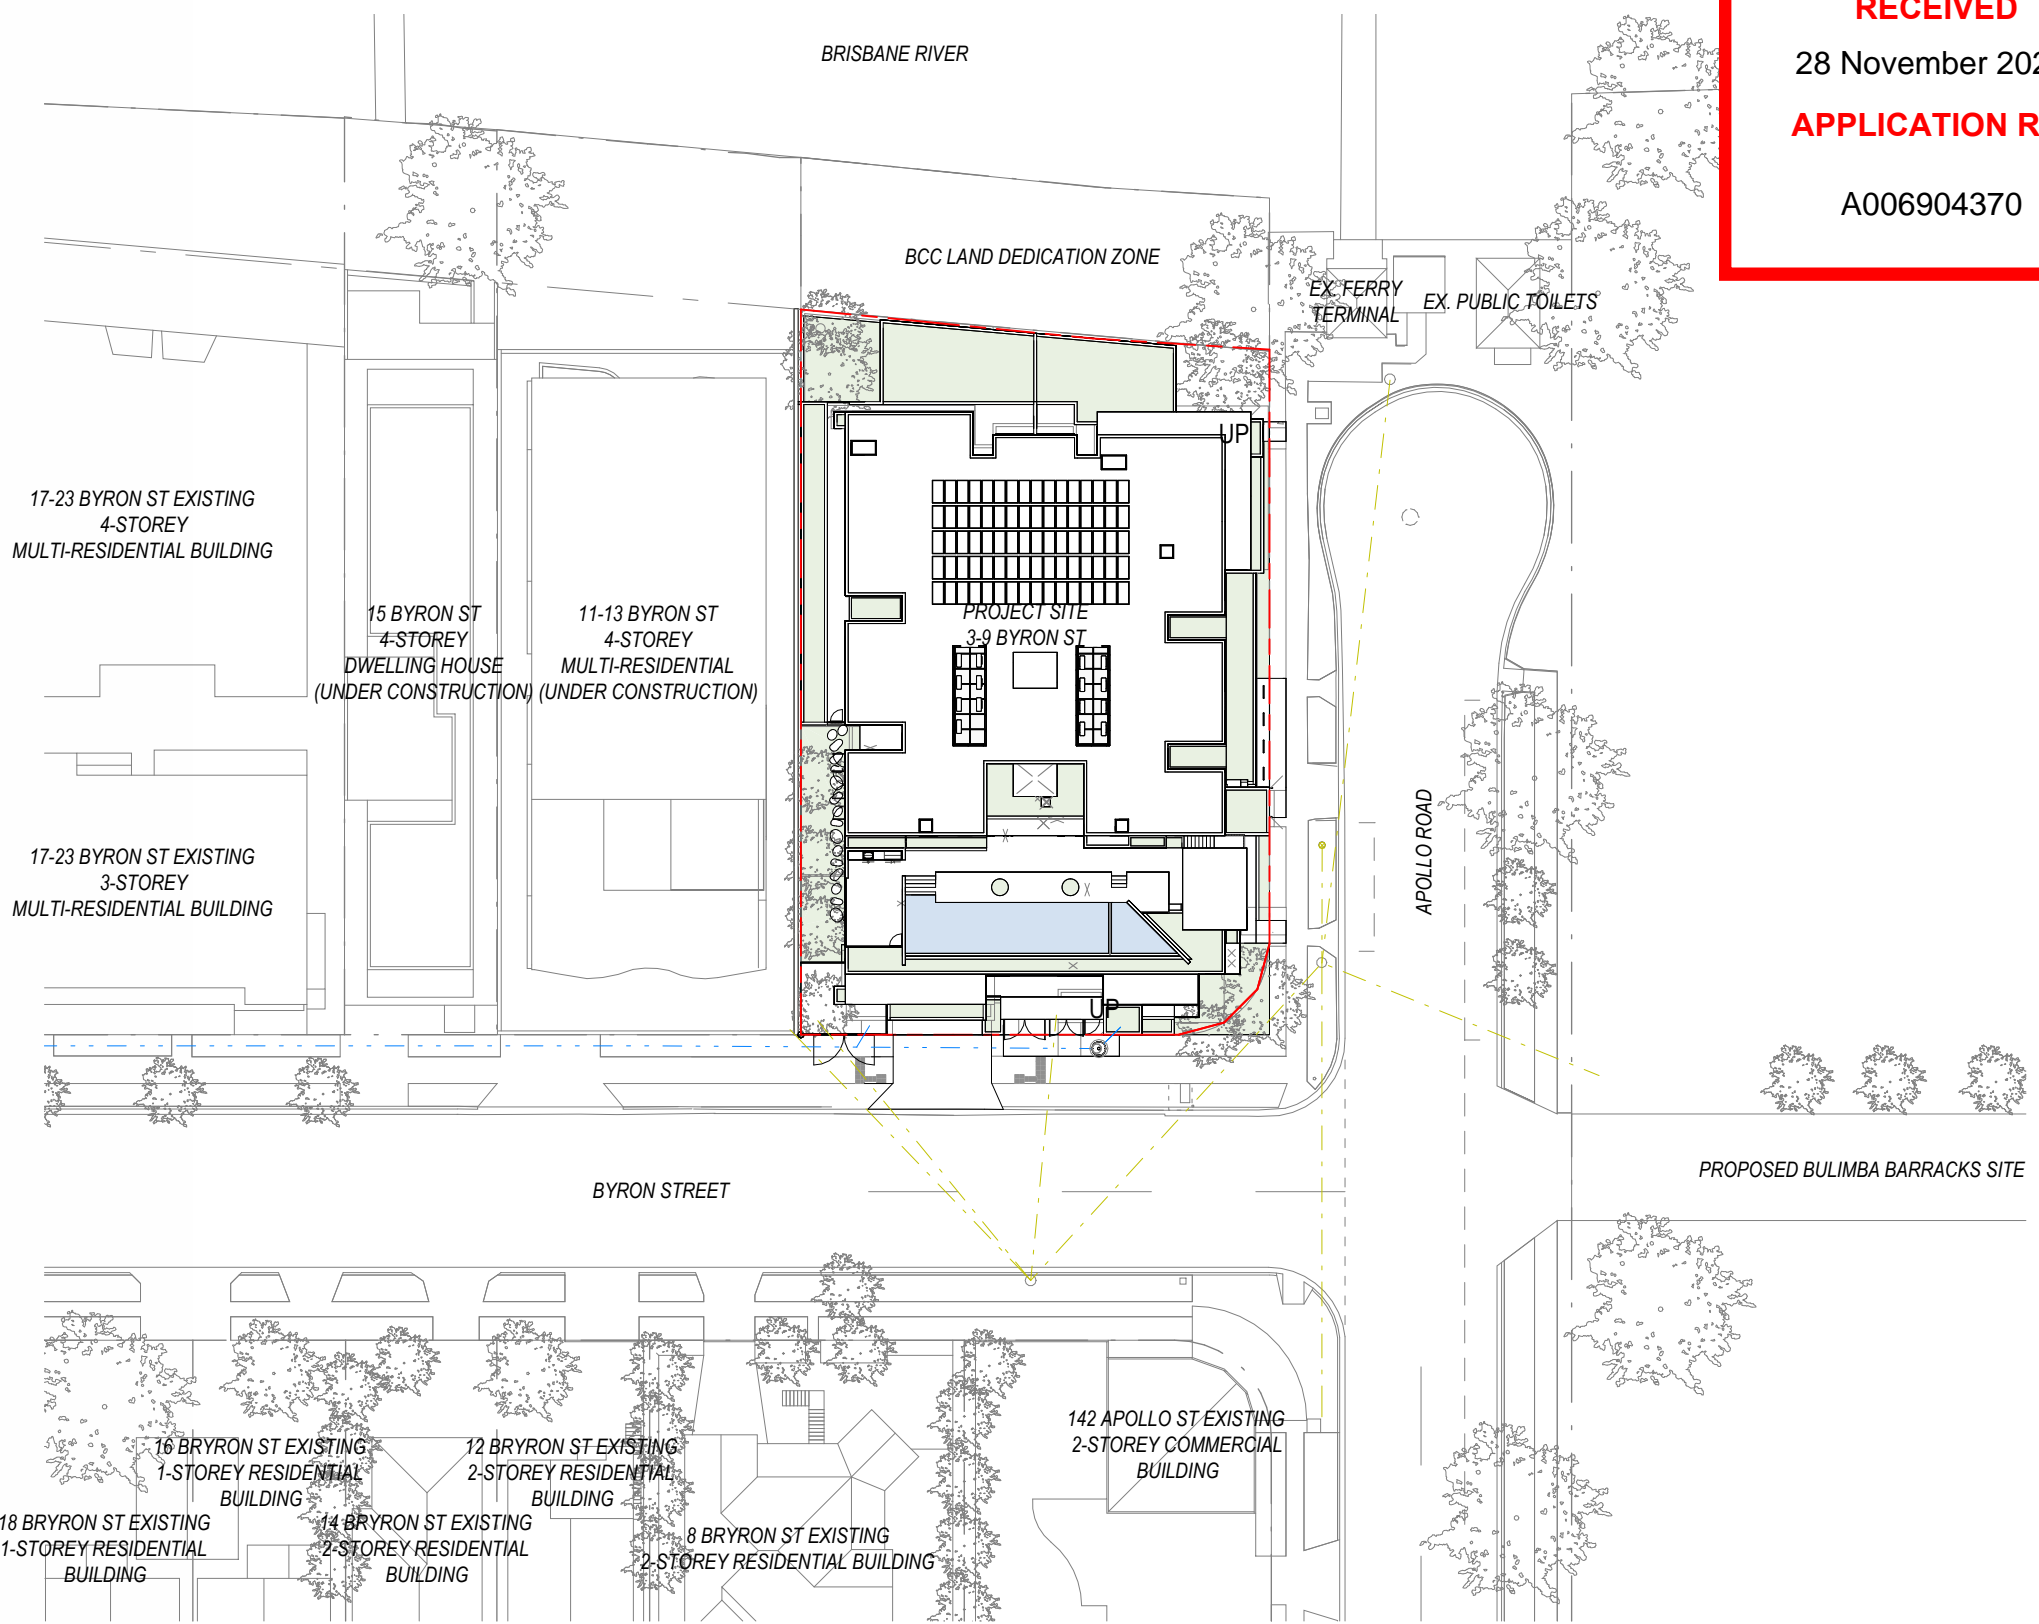 RECEIVED
28 November 202
APPLICATION R
A006904370
BRISBANE RIVER
BCC LAND DEDICATION ZONE
EX. FERRY
TERMINAL
EX. PUBLIC TOILETS
UP
17-23 BYRON ST EXISTING
4-STOREY
MULTI-RESIDENTIAL BUILDING
15 BYRON ST
4-STOREY
DWELLING HOUSE
(UNDER CONSTRUCTION)
11-13 BYRON ST
4-STOREY
MULTI-RESIDENTIAL
(UNDER CONSTRUCTION)
PROJECT SITE
3-9 BYRON ST
17-23 BYRON ST EXISTING
3-STOREY
MULTI-RESIDENTIAL BUILDING
APOLLO ROAD
UP
BYRON STREET
PROPOSED BULIMBA BARRACKS SITE
16 BRYRON ST EXISTING
1-STOREY RESIDENTIAL
BUILDING
12 BRYRON ST EXISTING
2-STOREY RESIDENTIAL
BUILDING
142 APOLLO ST EXISTING
2-STOREY COMMERCIAL
BUILDING
18 BRYRON ST EXISTING
1-STOREY RESIDENTIAL
BUILDING
14 BRYRON ST EXISTING
2-STOREY RESIDENTIAL
BUILDING
8 BRYRON ST EXISTING
2-STOREY RESIDENTIAL BUILDING